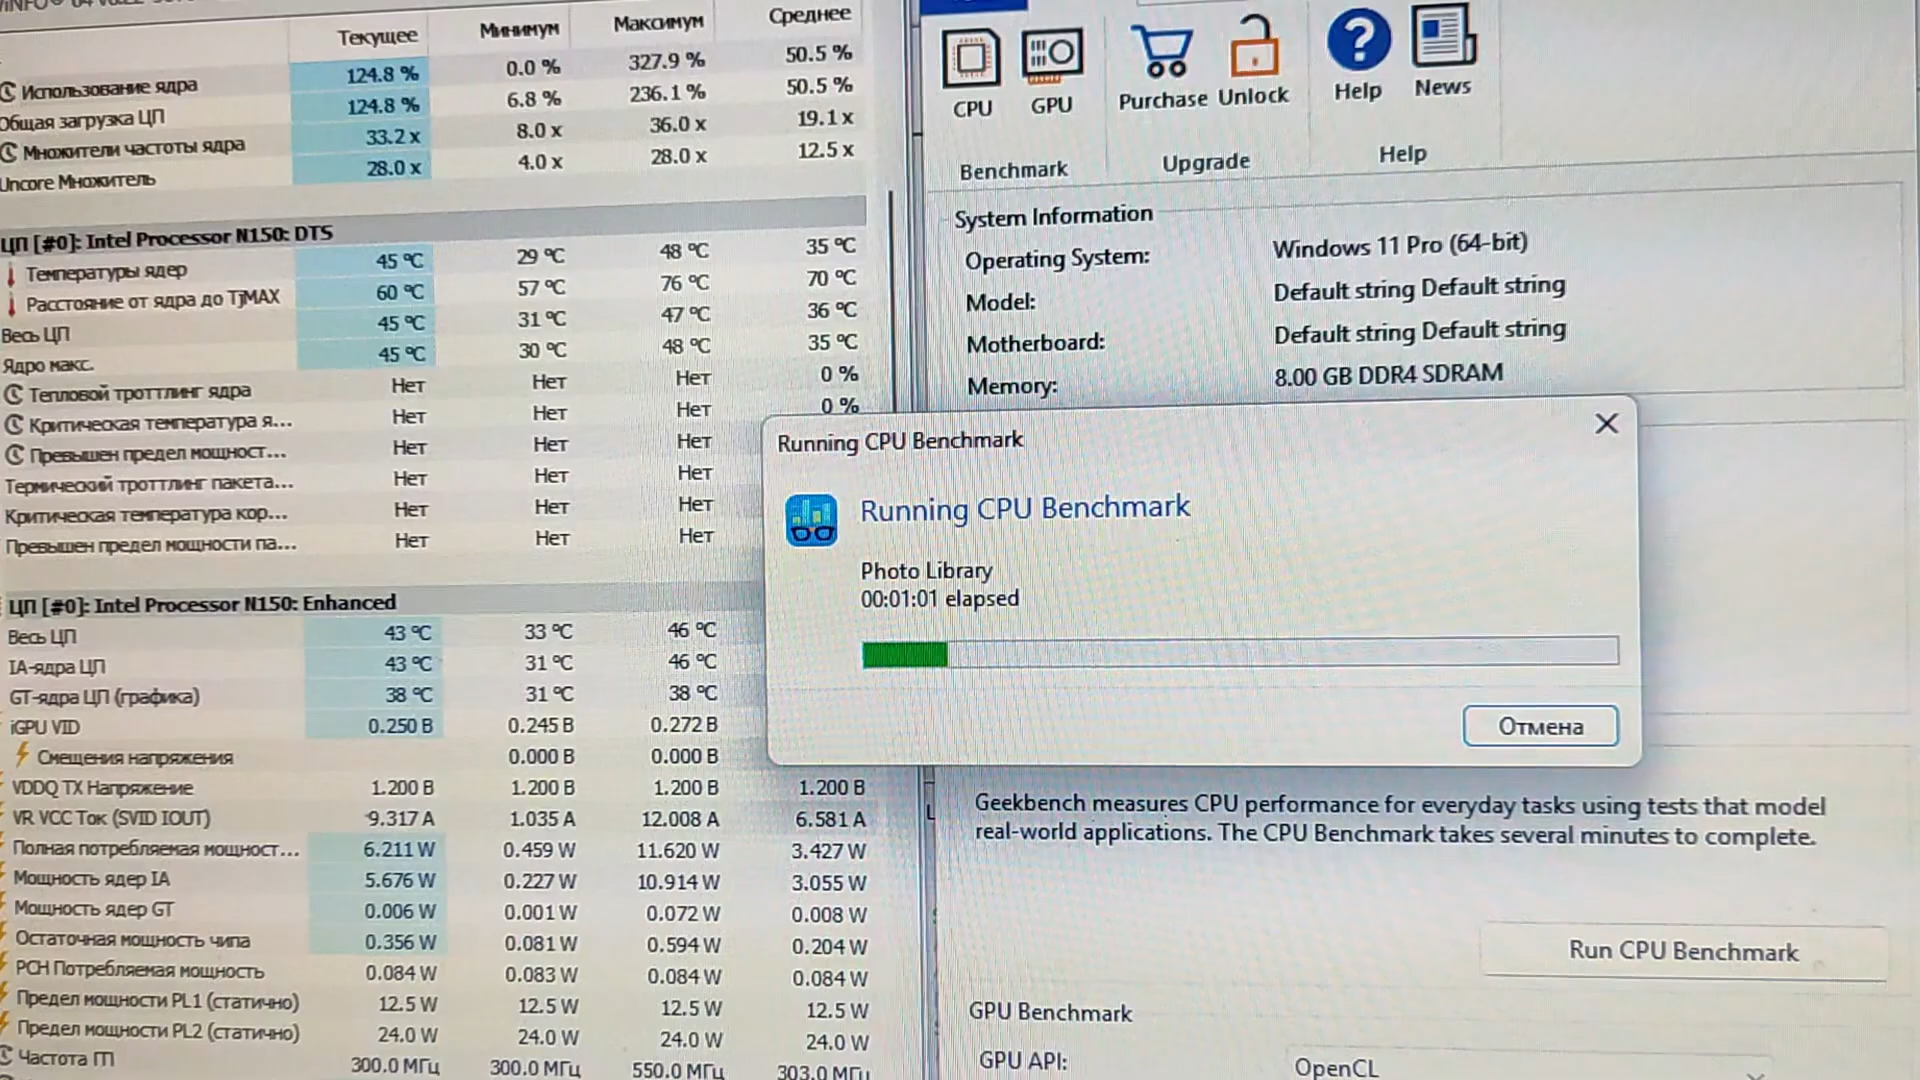 Текущее Минимум Максимум Среднее
Использование ядра 124.8 % 0.0 % 327.9 % 50.5 %
Общая загрузка ЦП 124.8 % 6.8 % 236.1 % 50.5 %
Множители частоты ядра 33.2 x 8.0 x 36.0 x 19.1 x
Uncore Множитель 28.0 x 4.0 x 28.0 x 12.5 x
ЦП [#0]: Intel Processor N150: DTS
Температуры ядер 45 °C 29 °C 48 °C 35 °C
Расстояние от ядра до TjMAX 60 °C 57 °C 76 °C 70 °C
Весь ЦП 45 °C 31 °C 47 °C 36 °C
Ядро макс. 45 °C 30 °C 48 °C 35 °C
Тепловой троттлинг ядра Нет Нет Нет 0 %
Критическая температура я... Нет Нет Нет 0 %
Превышен предел мощност... Нет Нет Нет
Термический троттлинг пакета... Нет Нет Нет
Критическая температура кор... Нет Нет Нет
Превышен предел мощности па... Нет Нет Нет
ЦП [#0]: Intel Processor N150: Enhanced
Весь ЦП 43 °C 33 °C 46 °C
IA-ядра ЦП 43 °C 31 °C 46 °C
GT-ядра ЦП (графика) 38 °C 31 °C 38 °C
iGPU VID 0.250 В 0.245 В 0.272 В
Смещения напряжения 0.000 В 0.000 В
VDDQ TX Напряжение 1.200 В 1.200 В 1.200 В 1.200 В
VR VCC Ток (SVID IOUT) 9.317 A 1.035 A 12.008 A 6.581 A
Полная потребляемая мощност... 6.211 W 0.459 W 11.620 W 3.427 W
Мощность ядер IA 5.676 W 0.227 W 10.914 W 3.055 W
Мощность ядер GT 0.006 W 0.001 W 0.072 W 0.008 W
Остаточная мощность чипа 0.356 W 0.081 W 0.594 W 0.204 W
PCH Потребляемая мощность 0.084 W 0.083 W 0.084 W 0.084 W
Предел мощности PL1 (статично) 12.5 W 12.5 W 12.5 W 12.5 W
Предел мощности PL2 (статично) 24.0 W 24.0 W 24.0 W 24.0 W
Частота ГП 300.0 МГц 300.0 МГц 550.0 МГц 303.0 МГц
CPU GPU Purchase Unlock Help News
Benchmark Upgrade Help
System Information
Operating System: Windows 11 Pro (64-bit)
Model: Default string Default string
Motherboard: Default string Default string
Memory: 8.00 GB DDR4 SDRAM
Running CPU Benchmark
Running CPU Benchmark
Photo Library
00:01:01 elapsed
Отмена
Geekbench measures CPU performance for everyday tasks using tests that model
real-world applications. The CPU Benchmark takes several minutes to complete.
Run CPU Benchmark
GPU Benchmark
GPU API: OpenCL